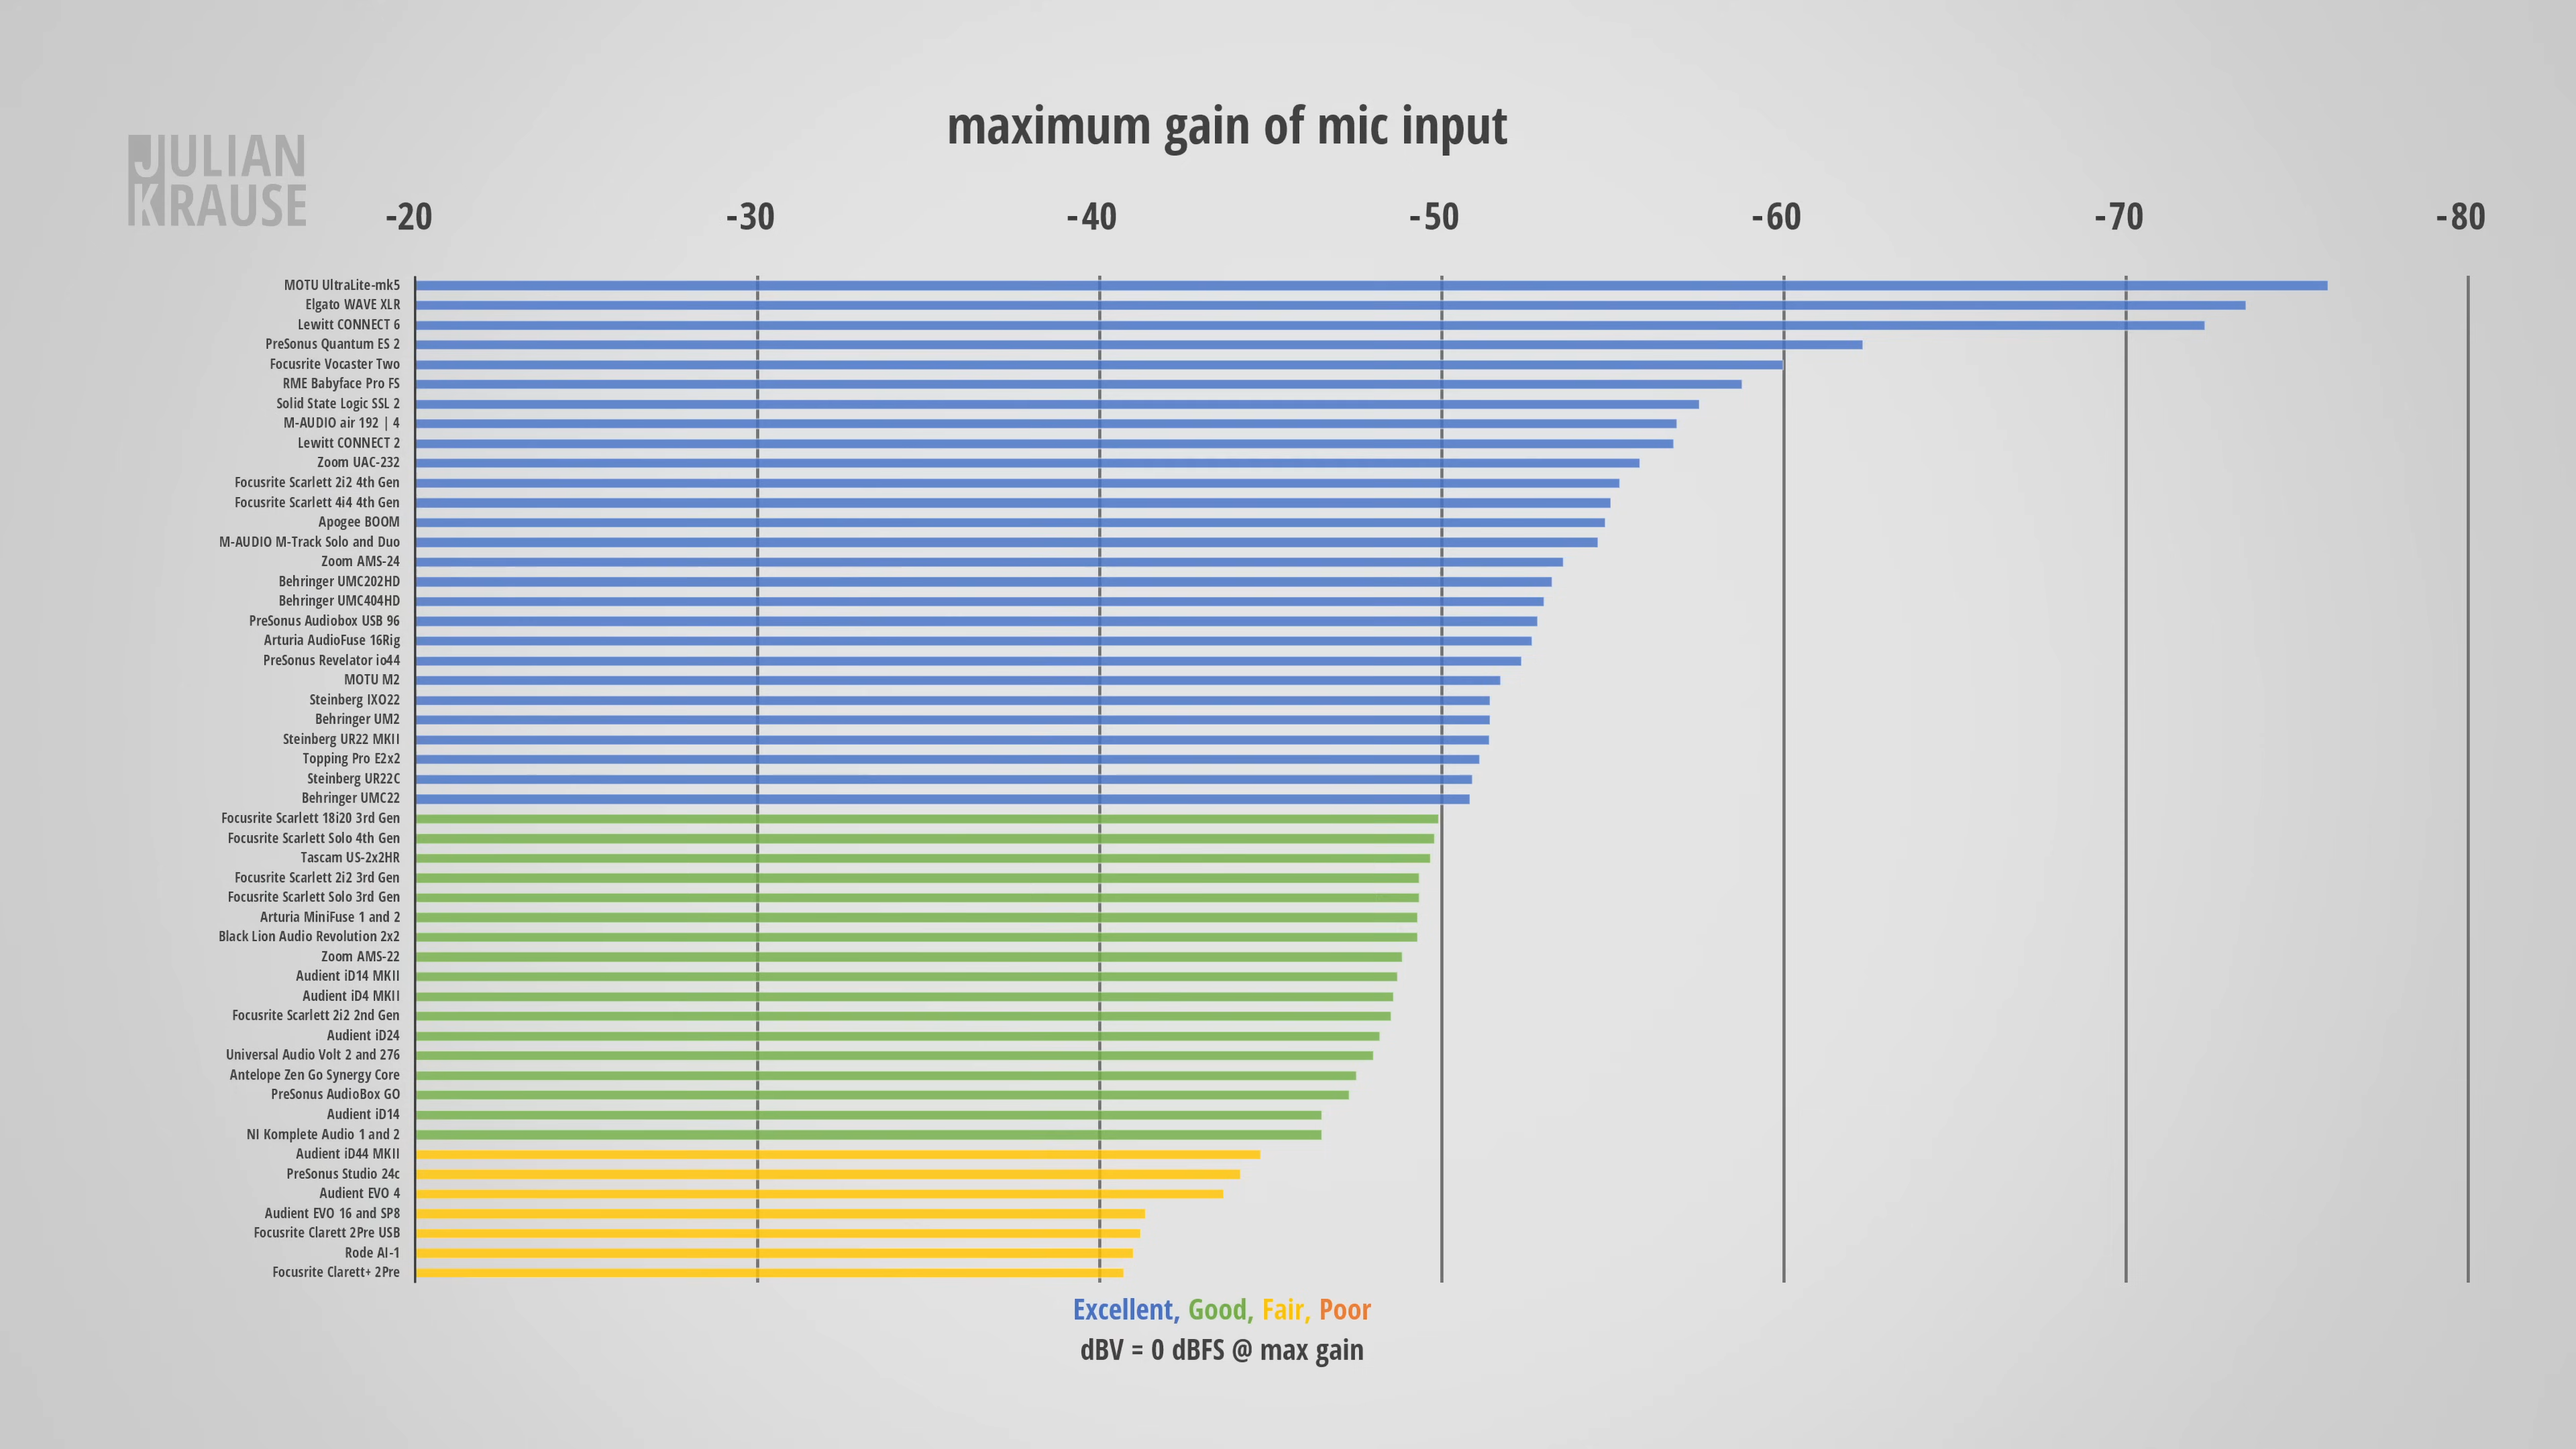 maximum gain of mic input
JULIAN
KRAUSE
-20 -30 -40 -50 -60 -70 -80
MOTU UltraLite-mk5
Elgato WAVE XLR
Lewitt CONNECT 6
PreSonus Quantum ES 2
Focusrite Vocaster Two
RME Babyface Pro FS
Solid State Logic SSL 2
M-AUDIO air 192 | 4
Lewitt CONNECT 2
Zoom UAC-232
Focusrite Scarlett 2i2 4th Gen
Focusrite Scarlett 4i4 4th Gen
Apogee BOOM
M-AUDIO M-Track Solo and Duo
Zoom AMS-24
Behringer UMC202HD
Behringer UMC404HD
PreSonus Audiobox USB 96
Arturia AudioFuse 16Rig
PreSonus Revelator io44
MOTU M2
Steinberg IXO22
Behringer UM2
Steinberg UR22 MKII
Topping Pro E2x2
Steinberg UR22C
Behringer UMC22
Focusrite Scarlett 18i20 3rd Gen
Focusrite Scarlett Solo 4th Gen
Tascam US-2x2HR
Focusrite Scarlett 2i2 3rd Gen
Focusrite Scarlett Solo 3rd Gen
Arturia MiniFuse 1 and 2
Black Lion Audio Revolution 2x2
Zoom AMS-22
Audient iD14 MKII
Audient iD4 MKII
Focusrite Scarlett 2i2 2nd Gen
Audient iD24
Universal Audio Volt 2 and 276
Antelope Zen Go Synergy Core
PreSonus AudioBox GO
Audient iD14
NI Komplete Audio 1 and 2
Audient iD44 MKII
PreSonus Studio 24c
Audient EVO 4
Audient EVO 16 and SP8
Focusrite Clarett 2Pre USB
Rode AI-1
Focusrite Clarett+ 2Pre
Excellent, Good, Fair, Poor
dBV = 0 dBFS @ max gain